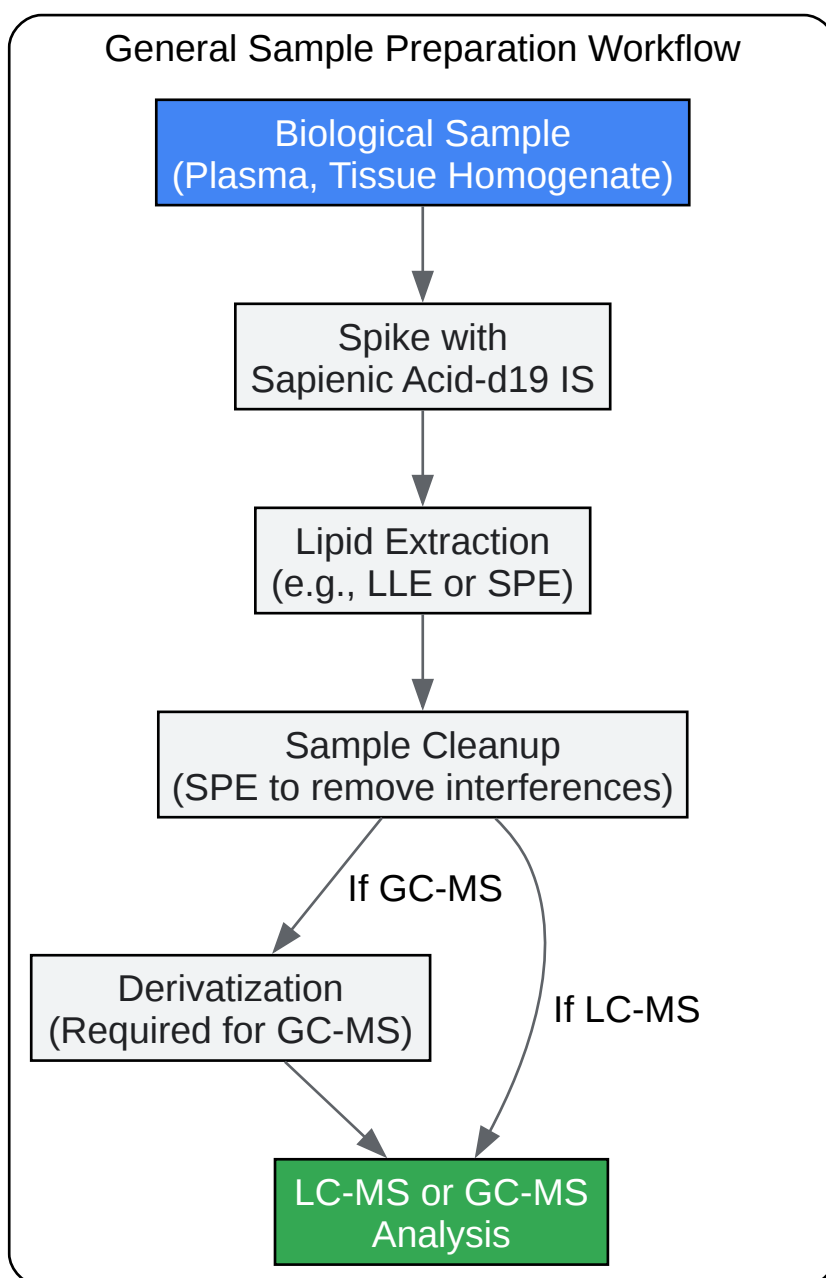 General Sample Preparation Workflow
Biological Sample
(Plasma, Tissue Homogenate)
Spike with
Sapienic Acid-d19 IS
Lipid Extraction
(e.g., LLE or SPE)
Sample Cleanup
(SPE to remove interferences)
If GC-MS
Derivatization
(Required for GC-MS)
If LC-MS
LC-MS or GC-MS
Analysis